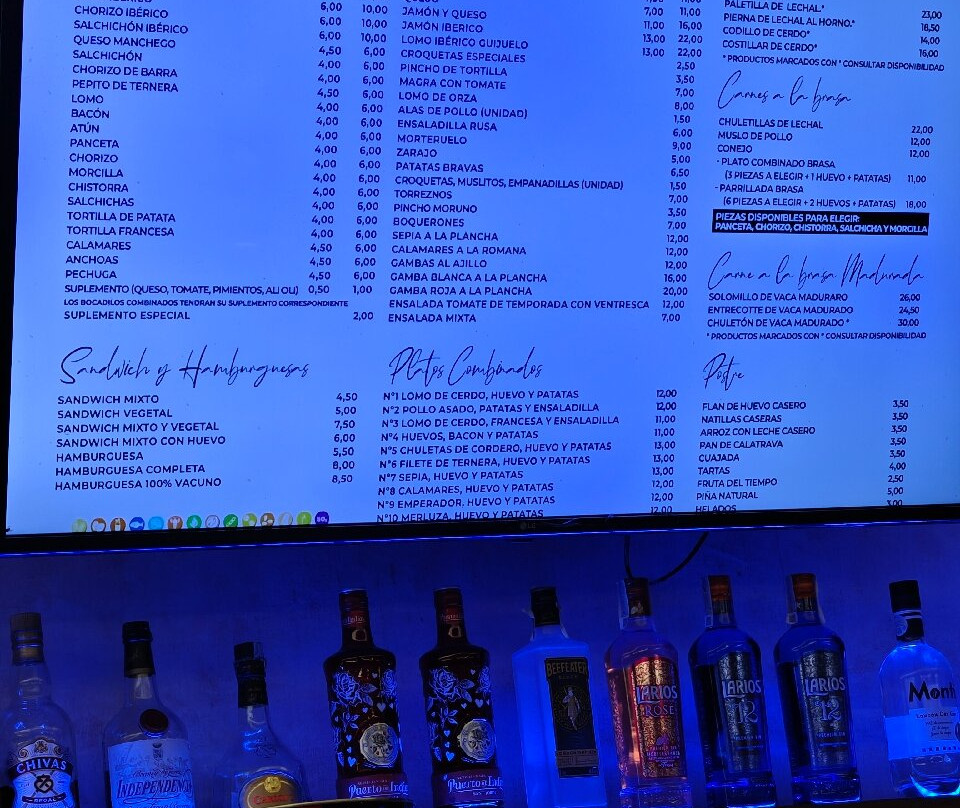 CHORIZO IBÉRICO 6,00 10,00
SALCHICHÓN IBÉRICO 6,00 10,00
QUESO MANCHEGO 4,50 6,00
SALCHICHÓN 4,00 6,00
CHORIZO DE BARRA 4,00 6,00
PEPITO DE TERNERA 4,50 6,00
LOMO 4,00 6,00
BACÓN 4,00 6,00
ATÚN 4,00 6,00
PANCETA 4,00 6,00
CHORIZO 4,00 6,00
MORCILLA 4,00 6,00
CHISTORRA 4,00 6,00
SALCHICHAS 4,00 6,00
TORTILLA DE PATATA 4,00 6,00
TORTILLA FRANCESA 4,00 6,00
CALAMARES 4,50 6,00
ANCHOAS 4,50 6,00
PECHUGA 4,50 6,00
SUPLEMENTO (QUESO, TOMATE, PIMIENTOS, ALI OLI) 0,50 1,00
LOS BOCADILLOS COMBINADOS TENDRAN SU SUPLEMENTO CORRESPONDIENTE
SUPLEMENTO ESPECIAL 2,00
Sandwich y Hamburguesas
SANDWICH MIXTO 4,50
SANDWICH VEGETAL 5,00
SANDWICH MIXTO Y VEGETAL 7,50
SANDWICH MIXTO CON HUEVO 6,00
HAMBURGUESA 5,50
HAMBURGUESA COMPLETA 8,00
HAMBURGUESA 100% VACUNO 8,50
QUESO 7,00 11,00
JAMÓN Y QUESO 11,00 16,00
JAMÓN IBERICO 13,00 22,00
LOMO IBÉRICO GUIJUELO 13,00 22,00
CROQUETAS ESPECIALES 2,50
PINCHO DE TORTILLA 3,50
MAGRA CON TOMATE 7,00
LOMO DE ORZA 8,00
ALAS DE POLLO (UNIDAD) 1,50
ENSALADILLA RUSA 6,00
MORTERUELO 9,00
ZARAJO 5,00
PATATAS BRAVAS 6,50
CROQUETAS, MUSLITOS, EMPANADILLAS (UNIDAD) 1,50
TORREZNOS 7,00
PINCHO MORUNO 3,50
BOQUERONES 7,00
SEPIA A LA PLANCHA 12,00
CALAMARES A LA ROMANA 12,00
GAMBAS AL AJILLO 12,00
GAMBA BLANCA A LA PLANCHA 16,00
GAMBA ROJA A LA PLANCHA 20,00
ENSALADA TOMATE DE TEMPORADA CON VENTRESCA 12,00
ENSALADA MIXTA 7,00
Platos Combinados
Nº1 LOMO DE CERDO, HUEVO Y PATATAS 12,00
Nº2 POLLO ASADO, PATATAS Y ENSALADILLA 12,00
Nº3 LOMO DE CERDO, FRANCESA Y ENSALADILLA 11,00
Nº4 HUEVOS, BACON Y PATATAS 11,00
Nº5 CHULETAS DE CORDERO, HUEVO Y PATATAS 13,00
Nº6 FILETE DE TERNERA, HUEVO Y PATATAS 13,00
Nº7 SEPIA, HUEVO Y PATATAS 13,00
Nº8 CALAMARES, HUEVO Y PATATAS 12,00
Nº9 EMPERADOR, HUEVO Y PATATAS 12,00
Nº10 MERLUZA, HUEVO Y PATATAS 12,00
PALETILLA DE LECHAL* 23,00
PIERNA DE LECHAL AL HORNO.* 18,50
CODILLO DE CERDO* 14,00
COSTILLAR DE CERDO* 16,00
* PRODUCTOS MARCADOS CON * CONSULTAR DISPONIBILIDAD
Carnes a la brasa
CHULETILLAS DE LECHAL 22,00
MUSLO DE POLLO 12,00
CONEJO 12,00
- PLATO COMBINADO BRASA
(3 PIEZAS A ELEGIR + 1 HUEVO + PATATAS) 11,00
- PARRILLADA BRASA
(6 PIEZAS A ELEGIR + 2 HUEVOS + PATATAS) 18,00
PIEZAS DISPONIBLES PARA ELEGIR:
PANCETA, CHORIZO, CHISTORRA, SALCHICHA Y MORCILLA
Carne a la brasa Madurada
SOLOMILLO DE VACA MADURARO 26,00
ENTRECOTTE DE VACA MADURADO 24,50
CHULETÓN DE VACA MADURADO * 30,00
* PRODUCTOS MARCADOS CON * CONSULTAR DISPONIBILIDAD
Postre
FLAN DE HUEVO CASERO 3,50
NATILLAS CASERAS 3,50
ARROZ CON LECHE CASERO 3,50
PAN DE CALATRAVA 3,50
CUAJADA 3,50
TARTAS 4,00
FRUTA DEL TIEMPO 2,50
PIÑA NATURAL 5,00
HELADOS 3,00
LG
CHIVAS
REGAL
INDEPENDENCIA
Puerto de Indias
Puerto de Indias
BEEFEATER
LARIOS
ROSÉ
LARIOS
12
LARIOS
12
Monh
LONDON DRY GIN